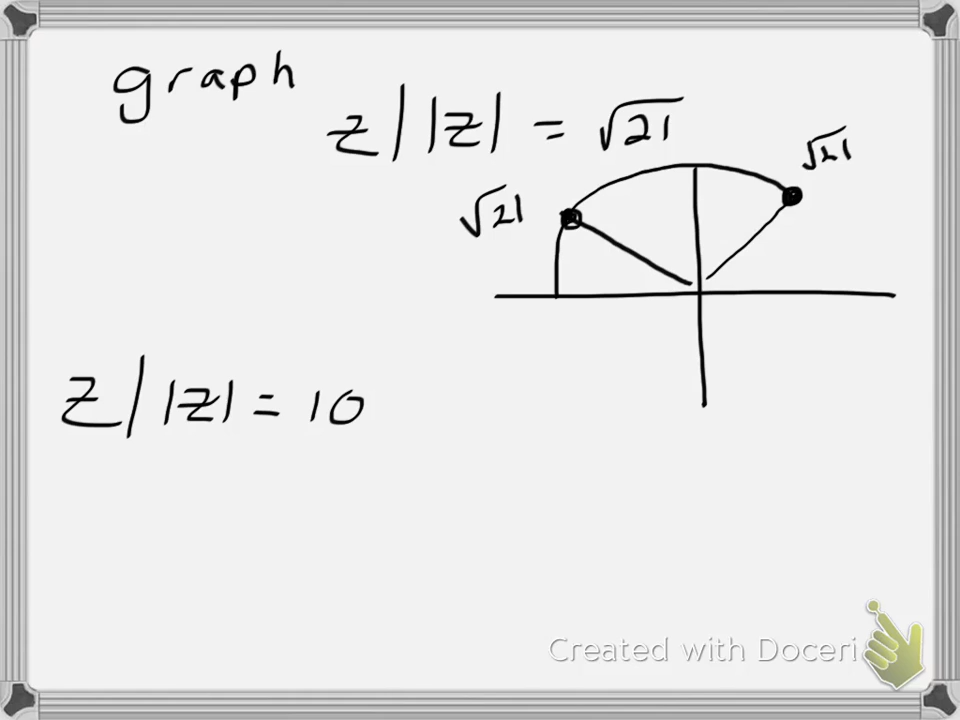 graph
z | |z| = √21
√21
√21
z | |z| = 10
Created with Doceri